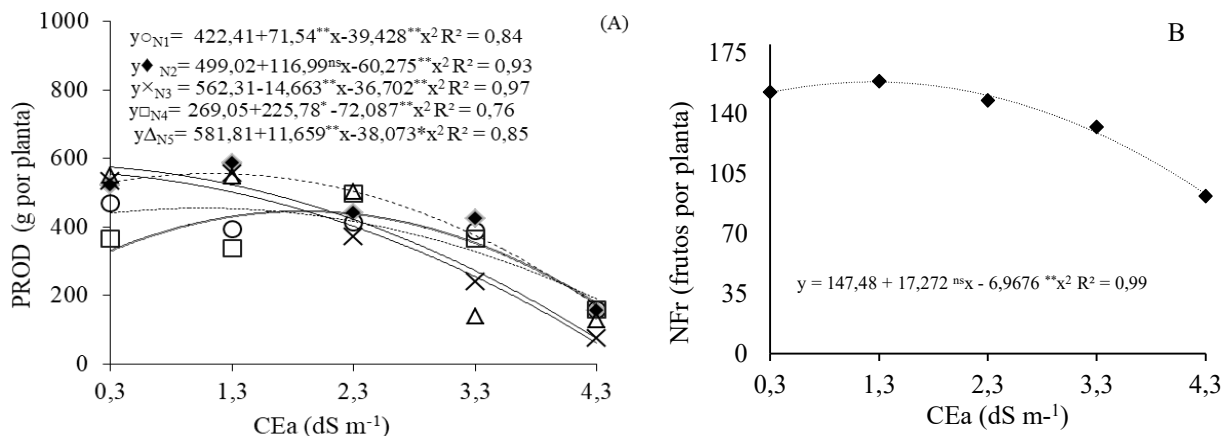 (A)
PROD (g por planta)
1000
800
600
400
200
0
y○N1= 422,41+71,54**x-39,428**x² R² = 0,84
y◆ N2= 499,02+116,99nsx-60,275**x² R² = 0,93
y×N3= 562,31-14,663**x-36,702**x² R² = 0,97
y□N4= 269,05+225,78* -72,087**x² R² = 0,76
y∆N5= 581,81+11,659**x-38,073*x² R² = 0,85
0,3 1,3 2,3 3,3 4,3
CEa (dS m⁻¹)
B
NFr (frutos por planta)
175
140
105
70
35
0
y = 147,48 + 17,272 nsx - 6,9676 **x² R² = 0,99
0,3 1,3 2,3 3,3 4,3
CEa (dS m-¹)